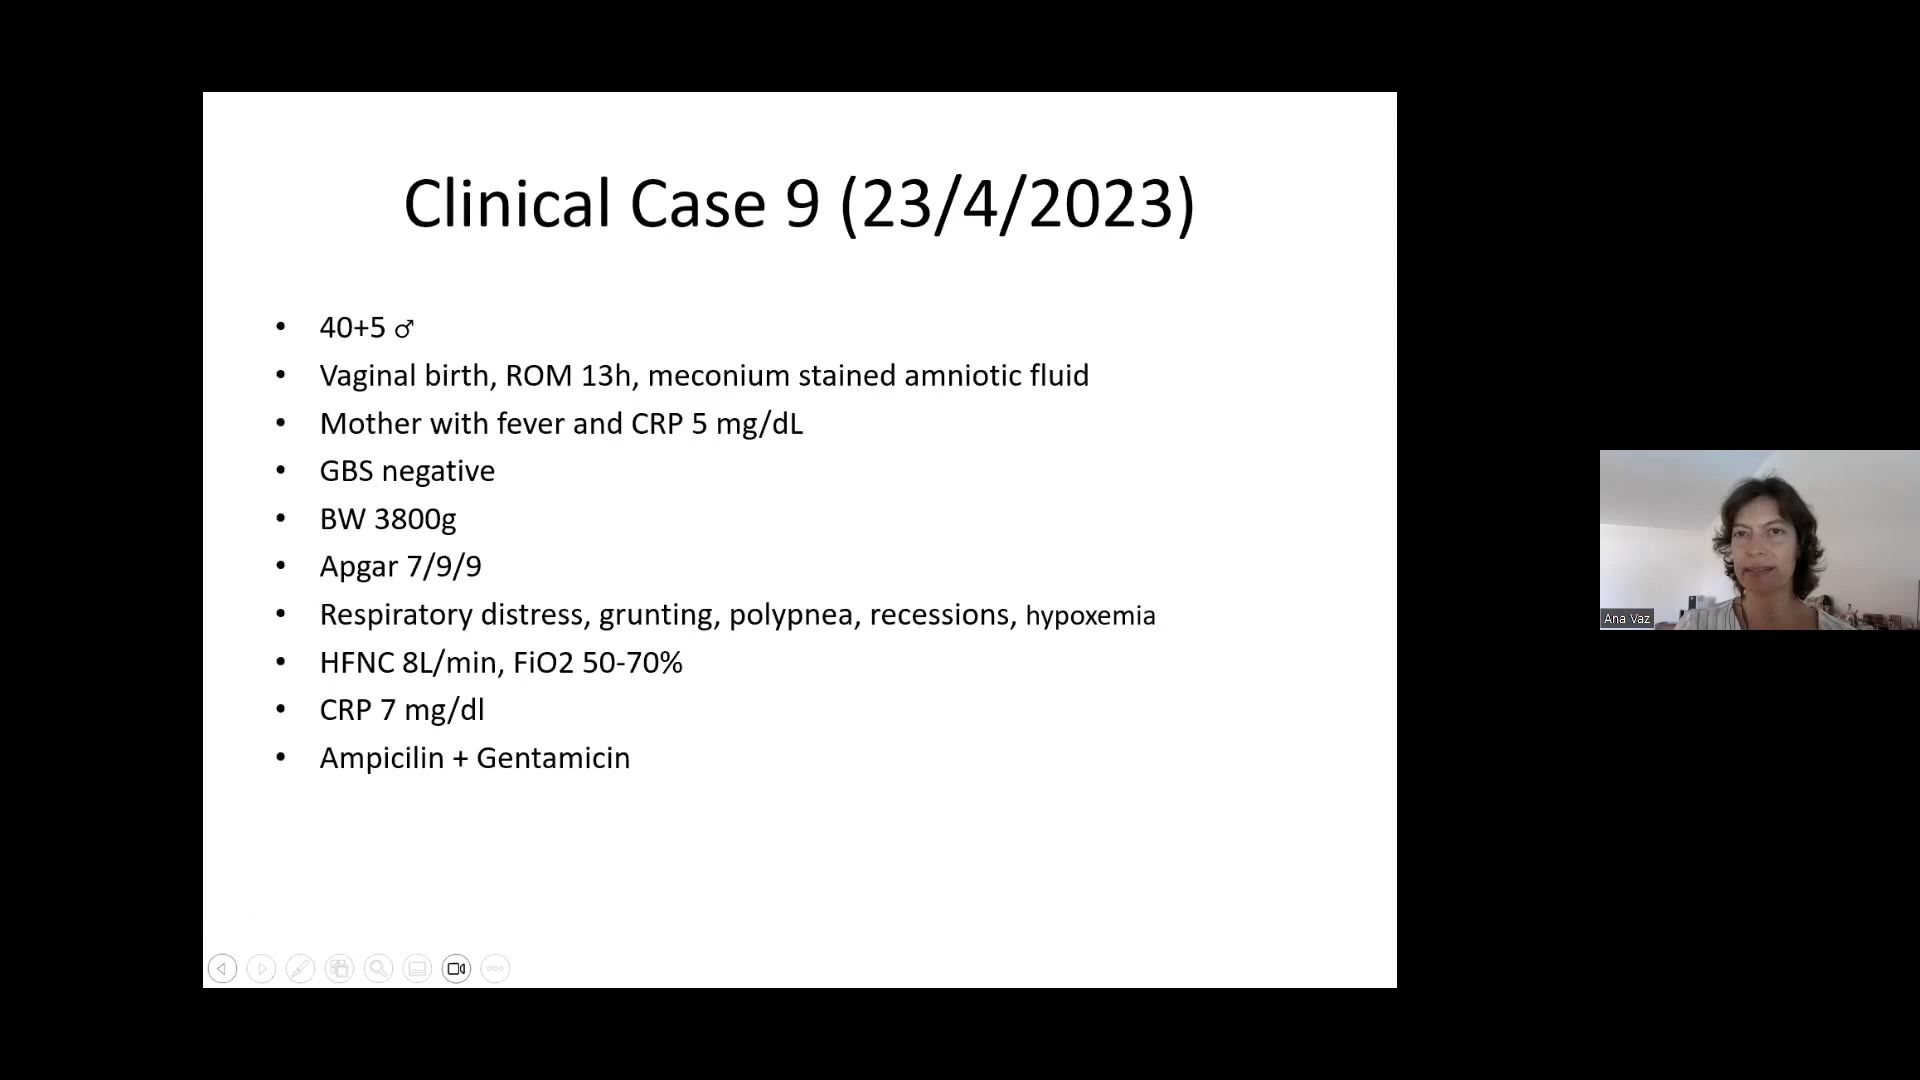 Clinical Case 9 (23/4/2023)
• 40+5 ♂
• Vaginal birth, ROM 13h, meconium stained amniotic fluid
• Mother with fever and CRP 5 mg/dL
• GBS negative
• BW 3800g
• Apgar 7/9/9
• Respiratory distress, grunting, polypnea, recessions, hypoxemia
• HFNC 8L/min, FiO2 50-70%
• CRP 7 mg/dl
• Ampicilin + Gentamicin
Ana Vaz